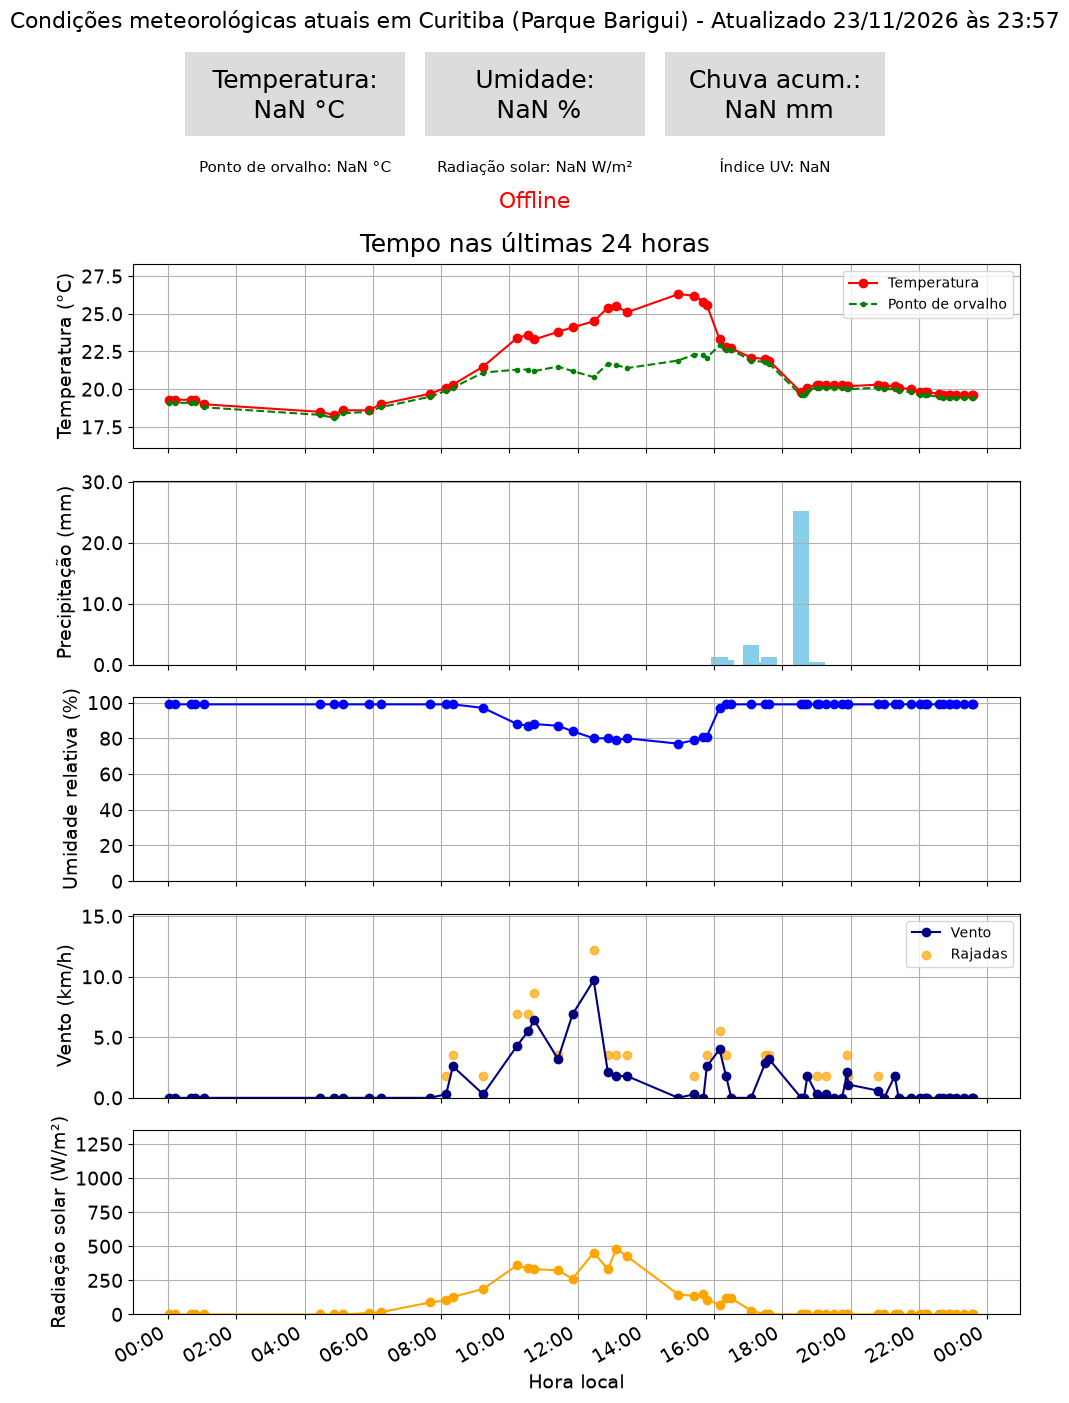 Condições meteorológicas atuais em Curitiba (Parque Barigui) - Atualizado 23/11/2026 às 23:57
Temperatura:
NaN °C
Umidade:
NaN %
Chuva acum.:
NaN mm
Ponto de orvalho: NaN °C
Radiação solar: NaN W/m²
Índice UV: NaN
Offline
Tempo nas últimas 24 horas
Temperatura (°C)
27.5
25.0
22.5
20.0
17.5
Temperatura
Ponto de orvalho
Precipitação (mm)
30.0
20.0
10.0
0.0
Umidade relativa (%)
100
80
60
40
20
0
Vento (km/h)
15.0
10.0
5.0
0.0
Vento
Rajadas
Radiação solar (W/m²)
1250
1000
750
500
250
0
00:00
02:00
04:00
06:00
08:00
10:00
12:00
14:00
16:00
18:00
20:00
22:00
00:00
Hora local